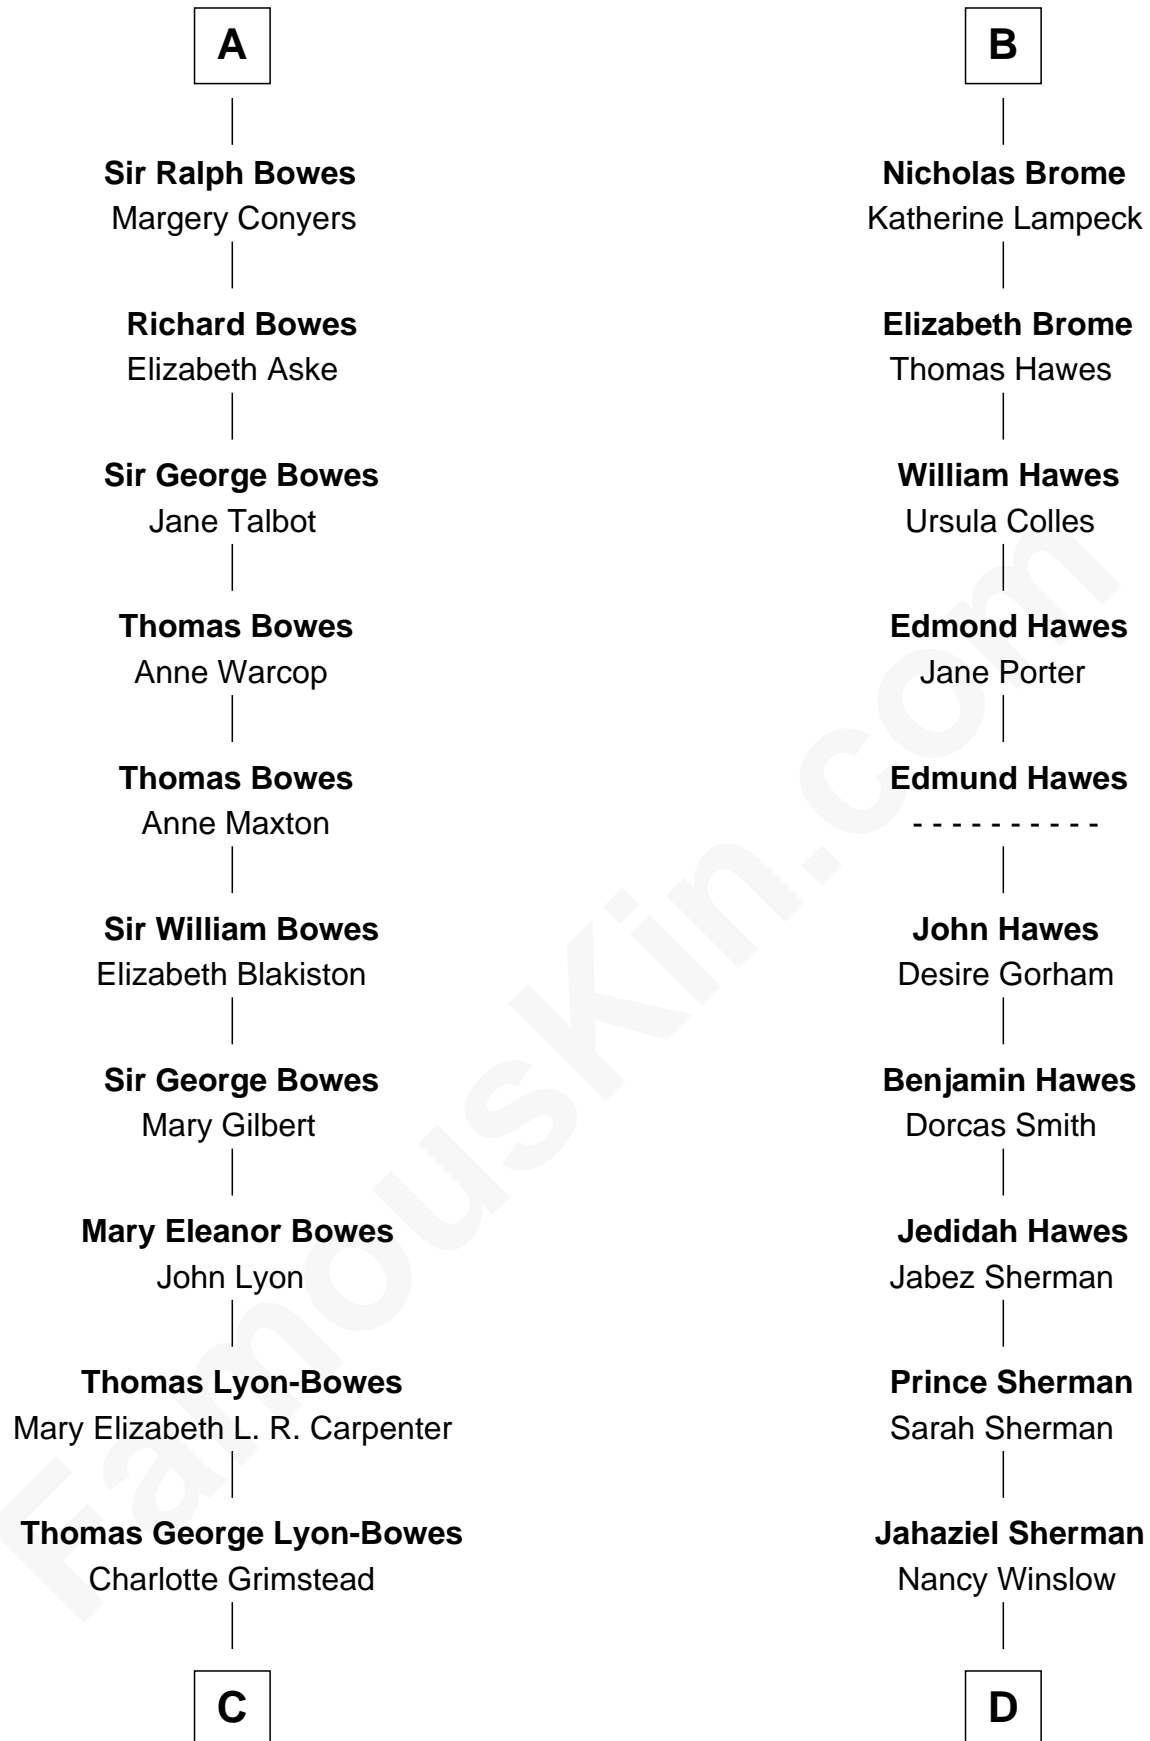 A
Sir Ralph Bowes
Margery Conyers
Richard Bowes
Elizabeth Aske
Sir George Bowes
Jane Talbot
Thomas Bowes
Anne Warcop
Thomas Bowes
Anne Maxton
Sir William Bowes
Elizabeth Blakiston
Sir George Bowes
Mary Gilbert
Mary Eleanor Bowes
John Lyon
Thomas Lyon-Bowes
Mary Elizabeth L. R. Carpenter
Thomas George Lyon-Bowes
Charlotte Grimstead
C
B
Nicholas Brome
Katherine Lampeck
Elizabeth Brome
Thomas Hawes
William Hawes
Ursula Colles
Edmond Hawes
Jane Porter
Edmund Hawes
- - - - - - - - - -
John Hawes
Desire Gorham
Benjamin Hawes
Dorcas Smith
Jedidah Hawes
Jabez Sherman
Prince Sherman
Sarah Sherman
Jahaziel Sherman
Nancy Winslow
D
FamousKin.com